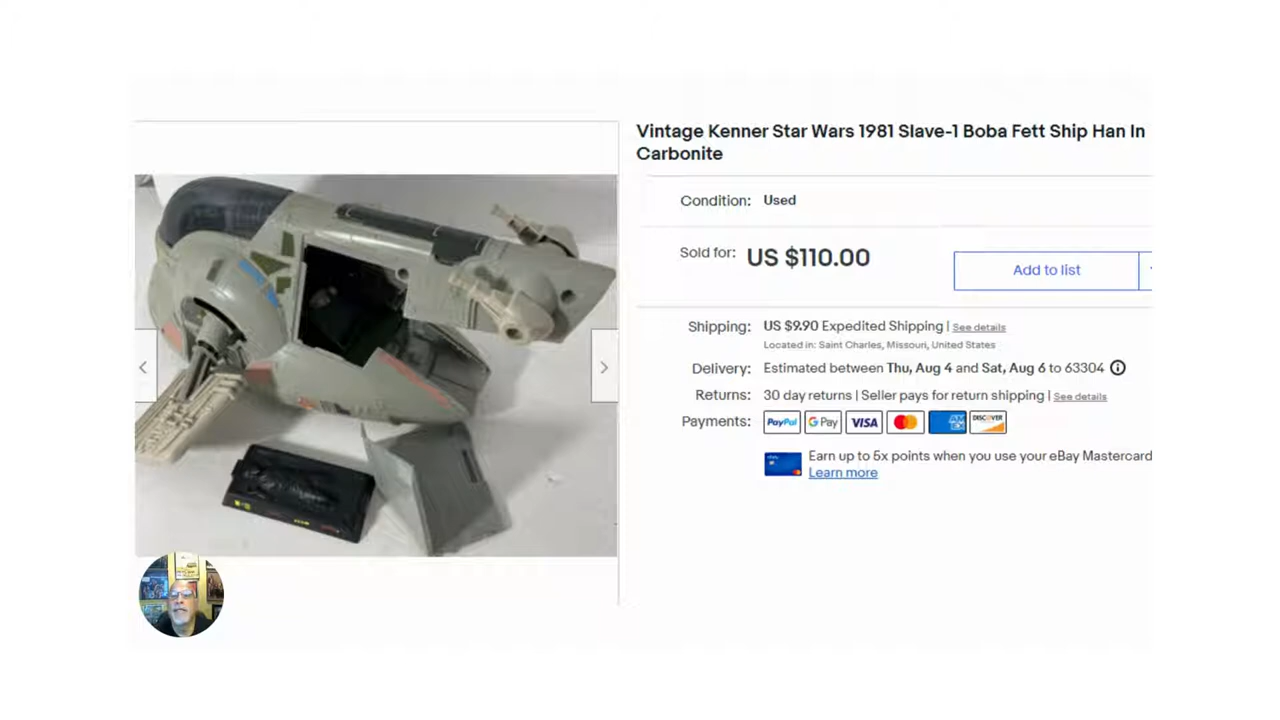 Vintage Kenner Star Wars 1981 Slave-1 Boba Fett Ship Han In
Carbonite
Condition: Used
Sold for: US $110.00
Add to list
Shipping: US $9.90 Expedited Shipping | See details
Located in: Saint Charles, Missouri, United States
Delivery: Estimated between Thu, Aug 4 and Sat, Aug 6 to 63304
Returns: 30 day returns | Seller pays for return shipping | See details
Payments: PayPal G Pay VISA DISCOVER
Earn up to 5x points when you use your eBay Mastercard
Learn more